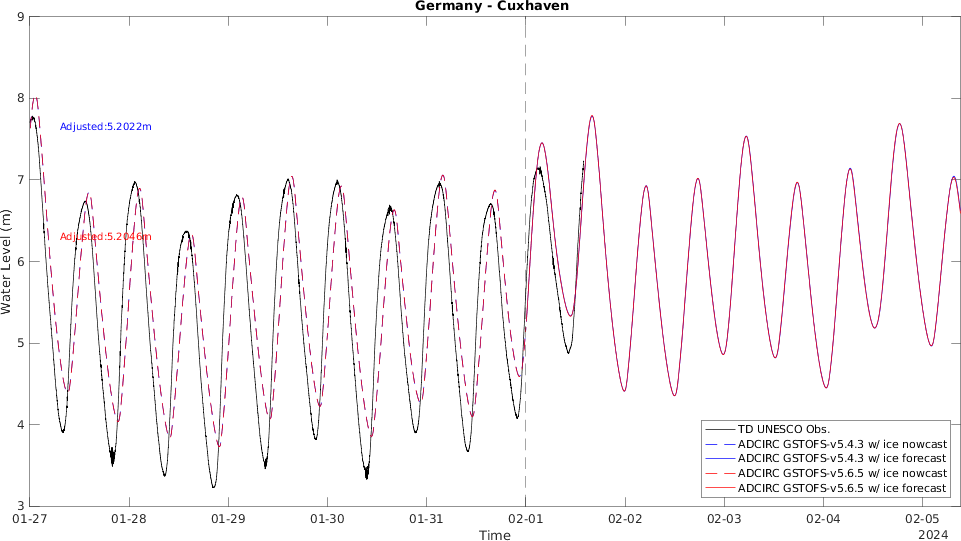 Germany - Cuxhaven
9
8
7
6
5
4
3
Water Level (m)
Adjusted:5.2022m
Adjusted:5.2046m
TD UNESCO Obs.
ADCIRC GSTOFS-v5.4.3 w/ ice nowcast
ADCIRC GSTOFS-v5.4.3 w/ ice forecast
ADCIRC GSTOFS-v5.6.5 w/ ice nowcast
ADCIRC GSTOFS-v5.6.5 w/ ice forecast
01-27 01-28 01-29 01-30 01-31 02-01 02-02 02-03 02-04 02-05
Time
2024